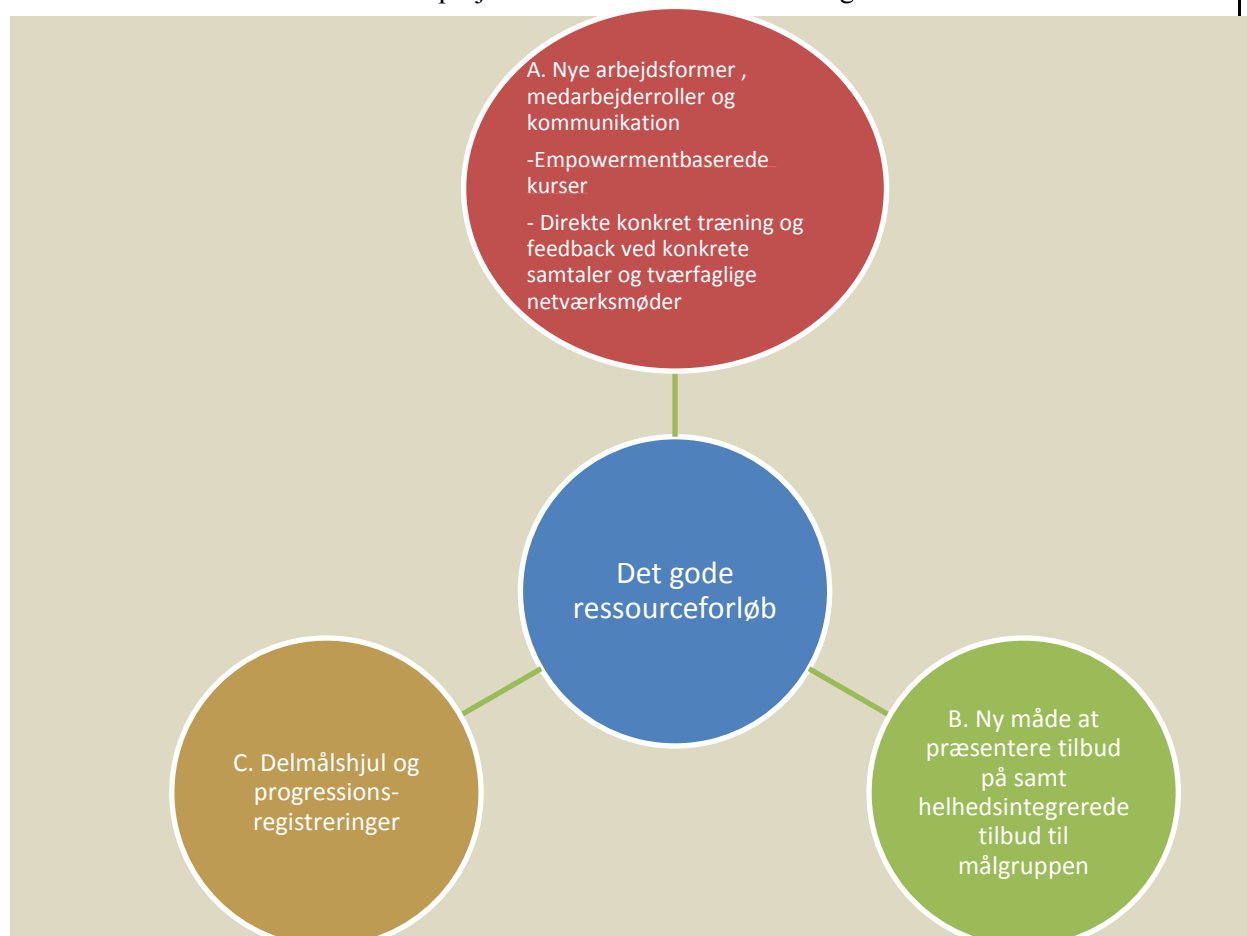 A. Nye arbejdsformer ,
medarbejderroller og
kommunikation
-Empowermentbaserede
kurser
- Direkte konkret træning og
feedback ved konkrete
samtaler og tværfaglige
netværksmøder
Det gode
ressourceforløb
C. Delmålshjul og
progressions-
registreringer
B. Ny måde at
præsentere tilbud
på samt
helhedsintegrerede
tilbud til
målgruppen